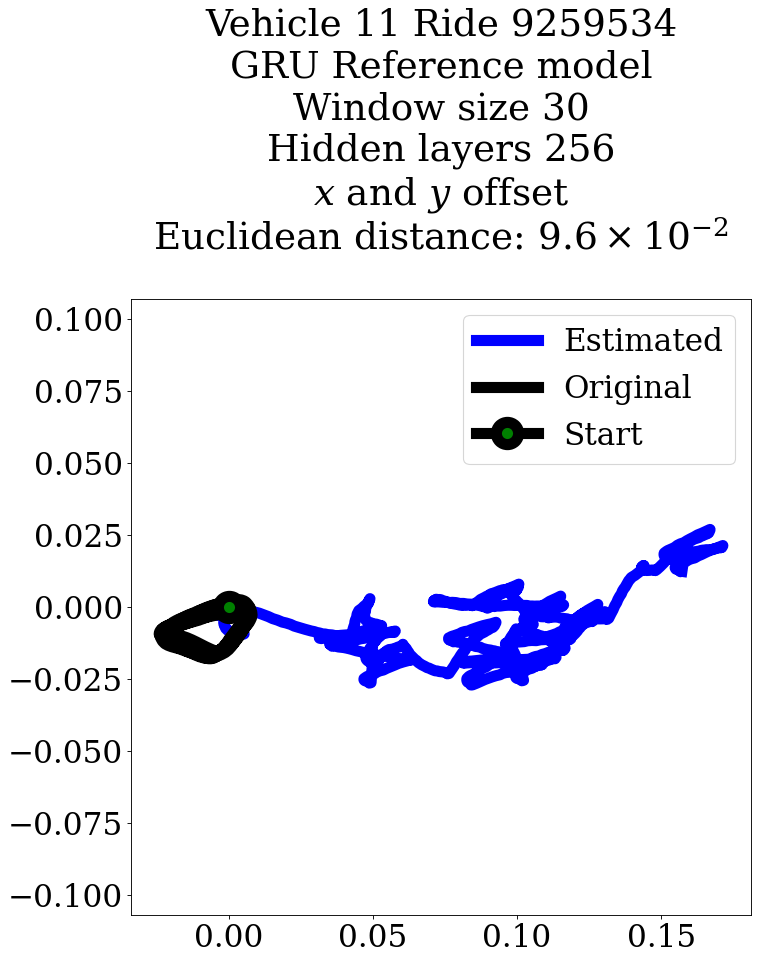 Vehicle 11 Ride 9259534
GRU Reference model
Window size 30
Hidden layers 256
x and y offset
Euclidean distance: 9.6 × 10⁻²
Estimated
Original
Start
0.100
0.075
0.050
0.025
0.000
−0.025
−0.050
−0.075
−0.100
0.00 0.05 0.10 0.15